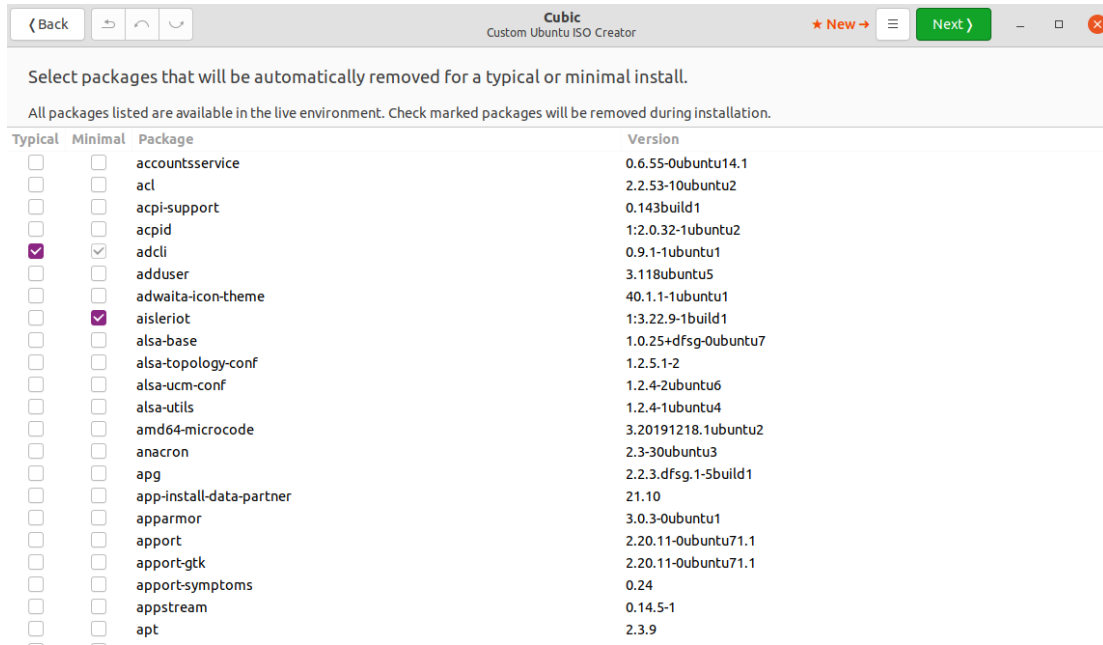 ❬Back
Cubic
Custom Ubuntu ISO Creator
★ New →
Next❭
Select packages that will be automatically removed for a typical or minimal install.
All packages listed are available in the live environment. Check marked packages will be removed during installation.
Typical Minimal Package Version
accountsservice 0.6.55-0ubuntu14.1
acl 2.2.53-10ubuntu2
acpi-support 0.143build1
acpid 1:2.0.32-1ubuntu2
adcli 0.9.1-1ubuntu1
adduser 3.118ubuntu5
adwaita-icon-theme 40.1.1-1ubuntu1
aisleriot 1:3.22.9-1build1
alsa-base 1.0.25+dfsg-0ubuntu7
alsa-topology-conf 1.2.5.1-2
alsa-ucm-conf 1.2.4-2ubuntu6
alsa-utils 1.2.4-1ubuntu4
amd64-microcode 3.20191218.1ubuntu2
anacron 2.3-30ubuntu3
apg 2.2.3.dfsg.1-5build1
app-install-data-partner 21.10
apparmor 3.0.3-0ubuntu1
apport 2.20.11-0ubuntu71.1
apport-gtk 2.20.11-0ubuntu71.1
apport-symptoms 0.24
appstream 0.14.5-1
apt 2.3.9